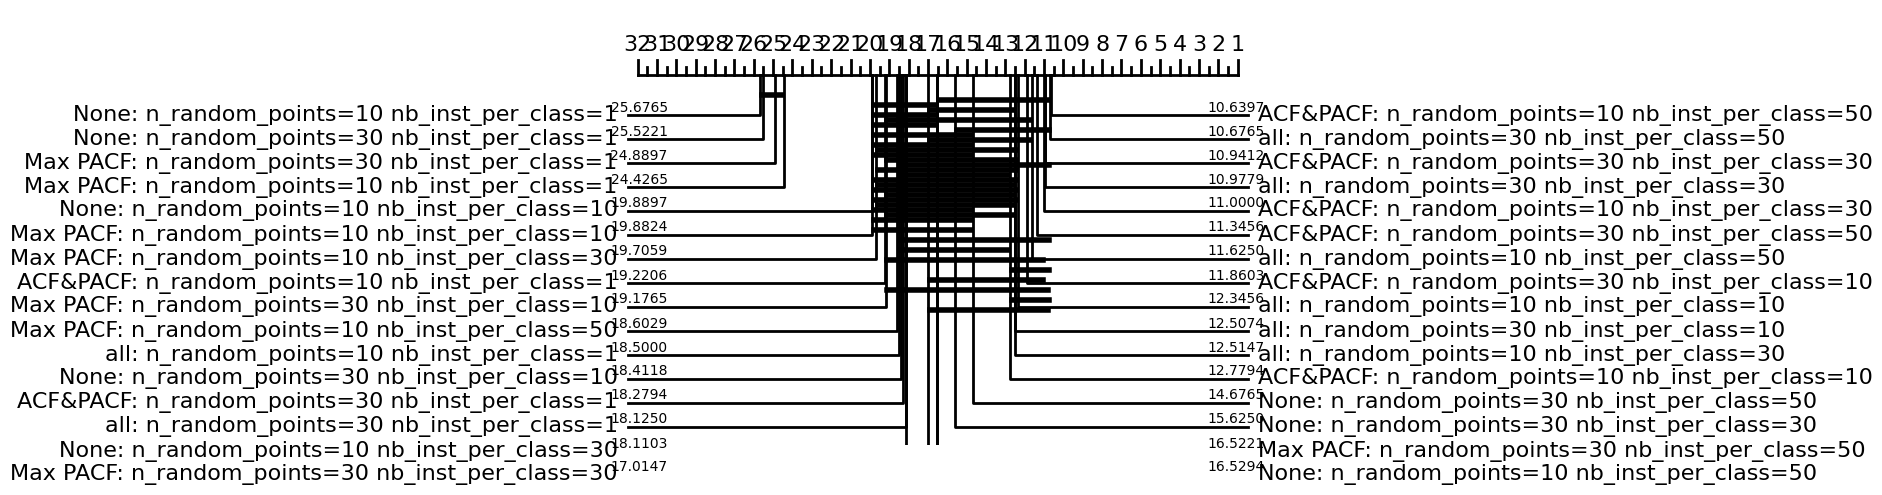 32 31 30 29 28 27 26 25 24 23 22 21 20 19 18 17 16 15 14 13 12 11 10 9 8 7 6 5 4 3 2 1
None: n_random_points=10 nb_inst_per_class=1 25.6765 10.6397 ACF&PACF: n_random_points=10 nb_inst_per_class=50
None: n_random_points=30 nb_inst_per_class=1 25.5221 10.6765 all: n_random_points=30 nb_inst_per_class=50
Max PACF: n_random_points=30 nb_inst_per_class=1 24.8897 10.9412 ACF&PACF: n_random_points=30 nb_inst_per_class=30
Max PACF: n_random_points=10 nb_inst_per_class=1 24.4265 10.9779 all: n_random_points=30 nb_inst_per_class=30
None: n_random_points=10 nb_inst_per_class=10 19.8897 11.0000 ACF&PACF: n_random_points=10 nb_inst_per_class=30
Max PACF: n_random_points=10 nb_inst_per_class=10 19.8824 11.3456 ACF&PACF: n_random_points=30 nb_inst_per_class=50
Max PACF: n_random_points=10 nb_inst_per_class=30 19.7059 11.6250 all: n_random_points=10 nb_inst_per_class=50
ACF&PACF: n_random_points=10 nb_inst_per_class=1 19.2206 11.8603 ACF&PACF: n_random_points=30 nb_inst_per_class=10
Max PACF: n_random_points=30 nb_inst_per_class=10 19.1765 12.3456 all: n_random_points=10 nb_inst_per_class=10
Max PACF: n_random_points=10 nb_inst_per_class=50 18.6029 12.5074 all: n_random_points=30 nb_inst_per_class=10
all: n_random_points=10 nb_inst_per_class=1 18.5000 12.5147 all: n_random_points=10 nb_inst_per_class=30
None: n_random_points=30 nb_inst_per_class=10 18.4118 12.7794 ACF&PACF: n_random_points=10 nb_inst_per_class=10
ACF&PACF: n_random_points=30 nb_inst_per_class=1 18.2794 14.6765 None: n_random_points=30 nb_inst_per_class=50
all: n_random_points=30 nb_inst_per_class=1 18.1250 15.6250 None: n_random_points=30 nb_inst_per_class=30
None: n_random_points=10 nb_inst_per_class=30 18.1103 16.5221 Max PACF: n_random_points=30 nb_inst_per_class=50
Max PACF: n_random_points=30 nb_inst_per_class=30 17.0147 16.5294 None: n_random_points=10 nb_inst_per_class=50